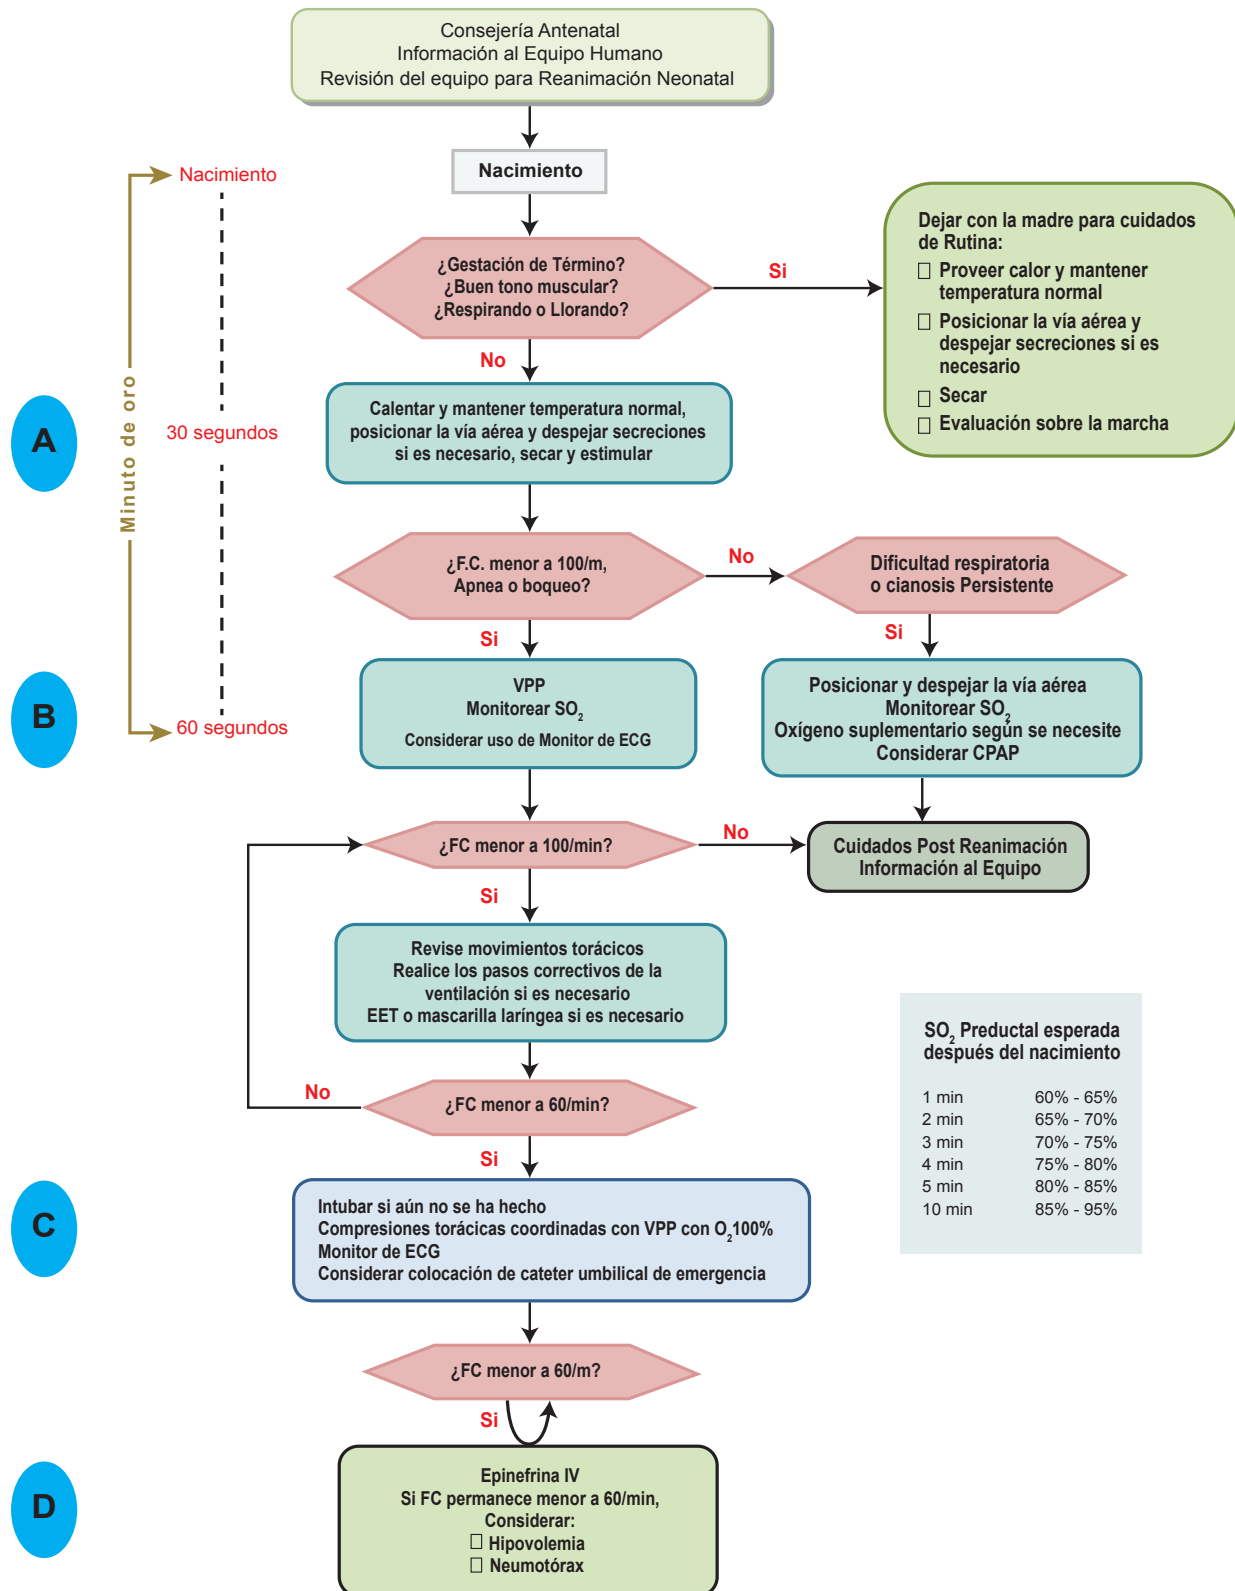 Consejería Antenatal
Información al Equipo Humano
Revisión del equipo para Reanimación Neonatal
Nacimiento
Nacimiento
Minuto de oro
30 segundos
60 segundos
¿Gestación de Término?
¿Buen tono muscular?
¿Respirando o Llorando?
Si
Dejar con la madre para cuidados
de Rutina:
Proveer calor y mantener
temperatura normal
Posicionar la vía aérea y
despejar secreciones si es
necesario
Secar
Evaluación sobre la marcha
No
A
Calentar y mantener temperatura normal,
posicionar la vía aérea y despejar secreciones
si es necesario, secar y estimular
¿F.C. menor a 100/m,
Apnea o boqueo?
No
Dificultad respiratoria
o cianosis Persistente
Si
Si
B
VPP
Monitorear SO2
Considerar uso de Monitor de ECG
Posicionar y despejar la vía aérea
Monitorear SO2
Oxígeno suplementario según se necesite
Considerar CPAP
¿FC menor a 100/min?
No
Cuidados Post Reanimación
Información al Equipo
Si
Revise movimientos torácicos
Realice los pasos correctivos de la
ventilación si es necesario
EET o mascarilla laríngea si es necesario
No
¿FC menor a 60/min?
Si
SO2 Preductal esperada
después del nacimiento
1 min 60% - 65%
2 min 65% - 70%
3 min 70% - 75%
4 min 75% - 80%
5 min 80% - 85%
10 min 85% - 95%
C
Intubar si aún no se ha hecho
Compresiones torácicas coordinadas con VPP con O2 100%
Monitor de ECG
Considerar colocación de cateter umbilical de emergencia
¿FC menor a 60/m?
Si
D
Epinefrina IV
Si FC permanece menor a 60/min,
Considerar:
Hipovolemia
Neumotórax